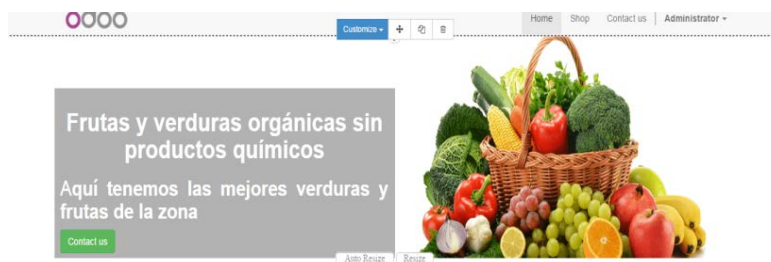 odoo
Customize
Home Shop Contact us Administrator
Frutas y verduras orgánicas sin
productos químicos
Aquí tenemos las mejores verduras y
frutas de la zona
Contact us
Auto Resize Resize